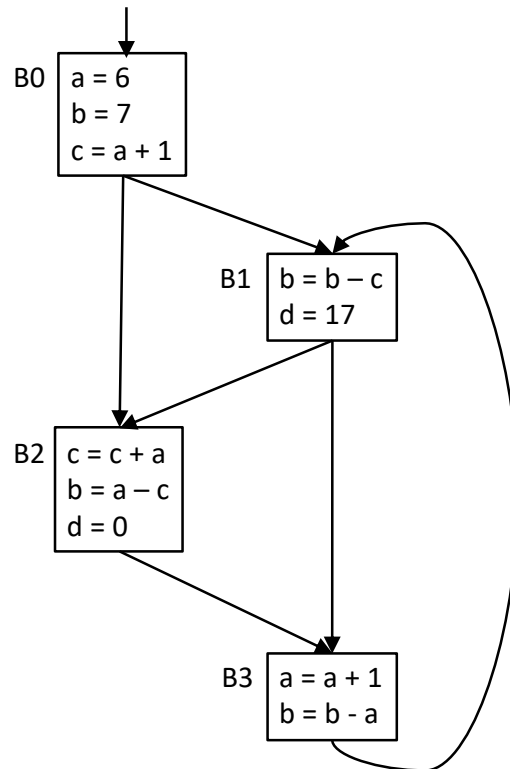 B0
a = 6
b = 7
c = a + 1
B1
b = b – c
d = 17
B2
c = c + a
b = a – c
d = 0
B3
a = a + 1
b = b - a